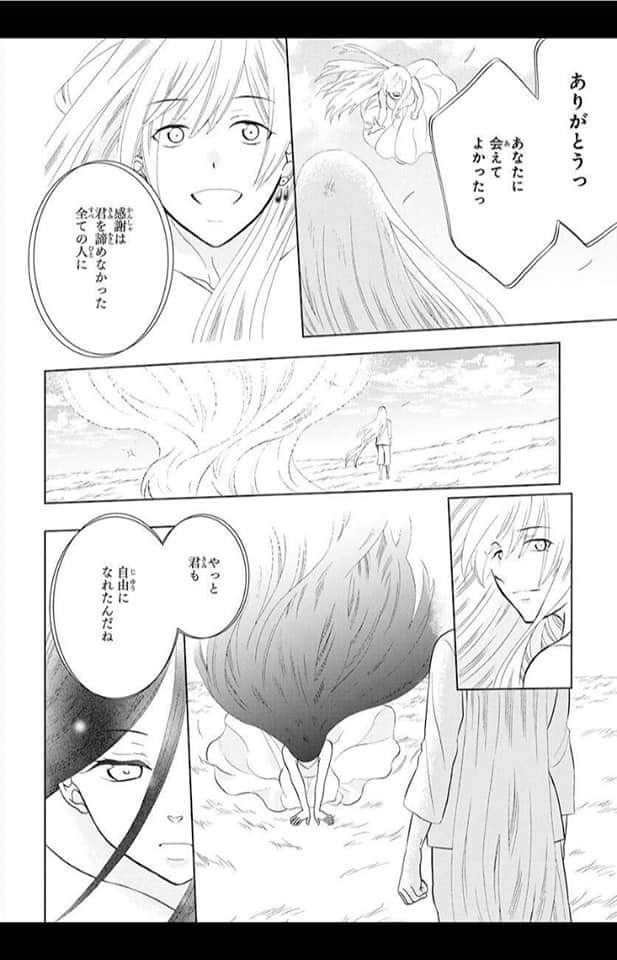 ありがとうっ
あなたに
会えて
よかったっ
感謝は
君を諦めなかった
全ての人に
やっと
君も
自由に
なれたんだね